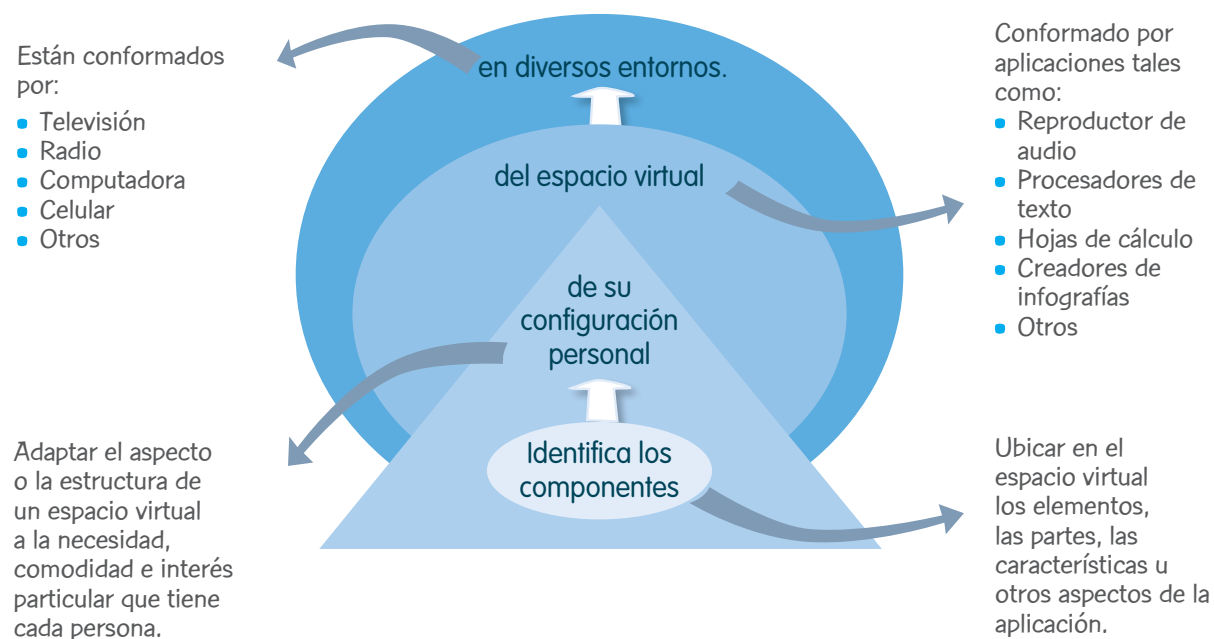 Están conformados
por:
• Televisión
• Radio
• Computadora
• Celular
• Otros
en diversos entornos.
del espacio virtual
de su
configuración
personal
Identifica los
componentes
Conformado por
aplicaciones tales
como:
• Reproductor de
audio
• Procesadores de
texto
• Hojas de cálculo
• Creadores de
infografías
• Otros
Adaptar el aspecto
o la estructura de
un espacio virtual
a la necesidad,
comodidad e interés
particular que tiene
cada persona.
Ubicar en el
espacio virtual
los elementos,
las partes, las
características u
otros aspectos de la
aplicación.